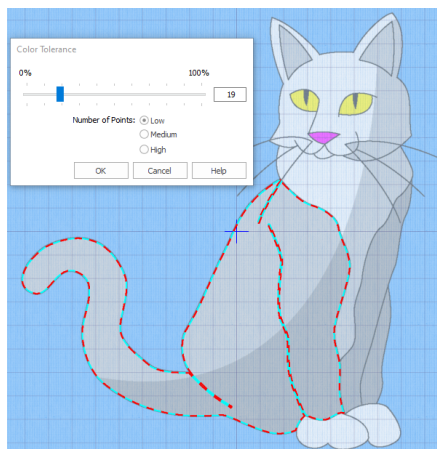 Color Tolerance
0% 100%
19
Number of Points: Low
Medium
High
OK Cancel Help